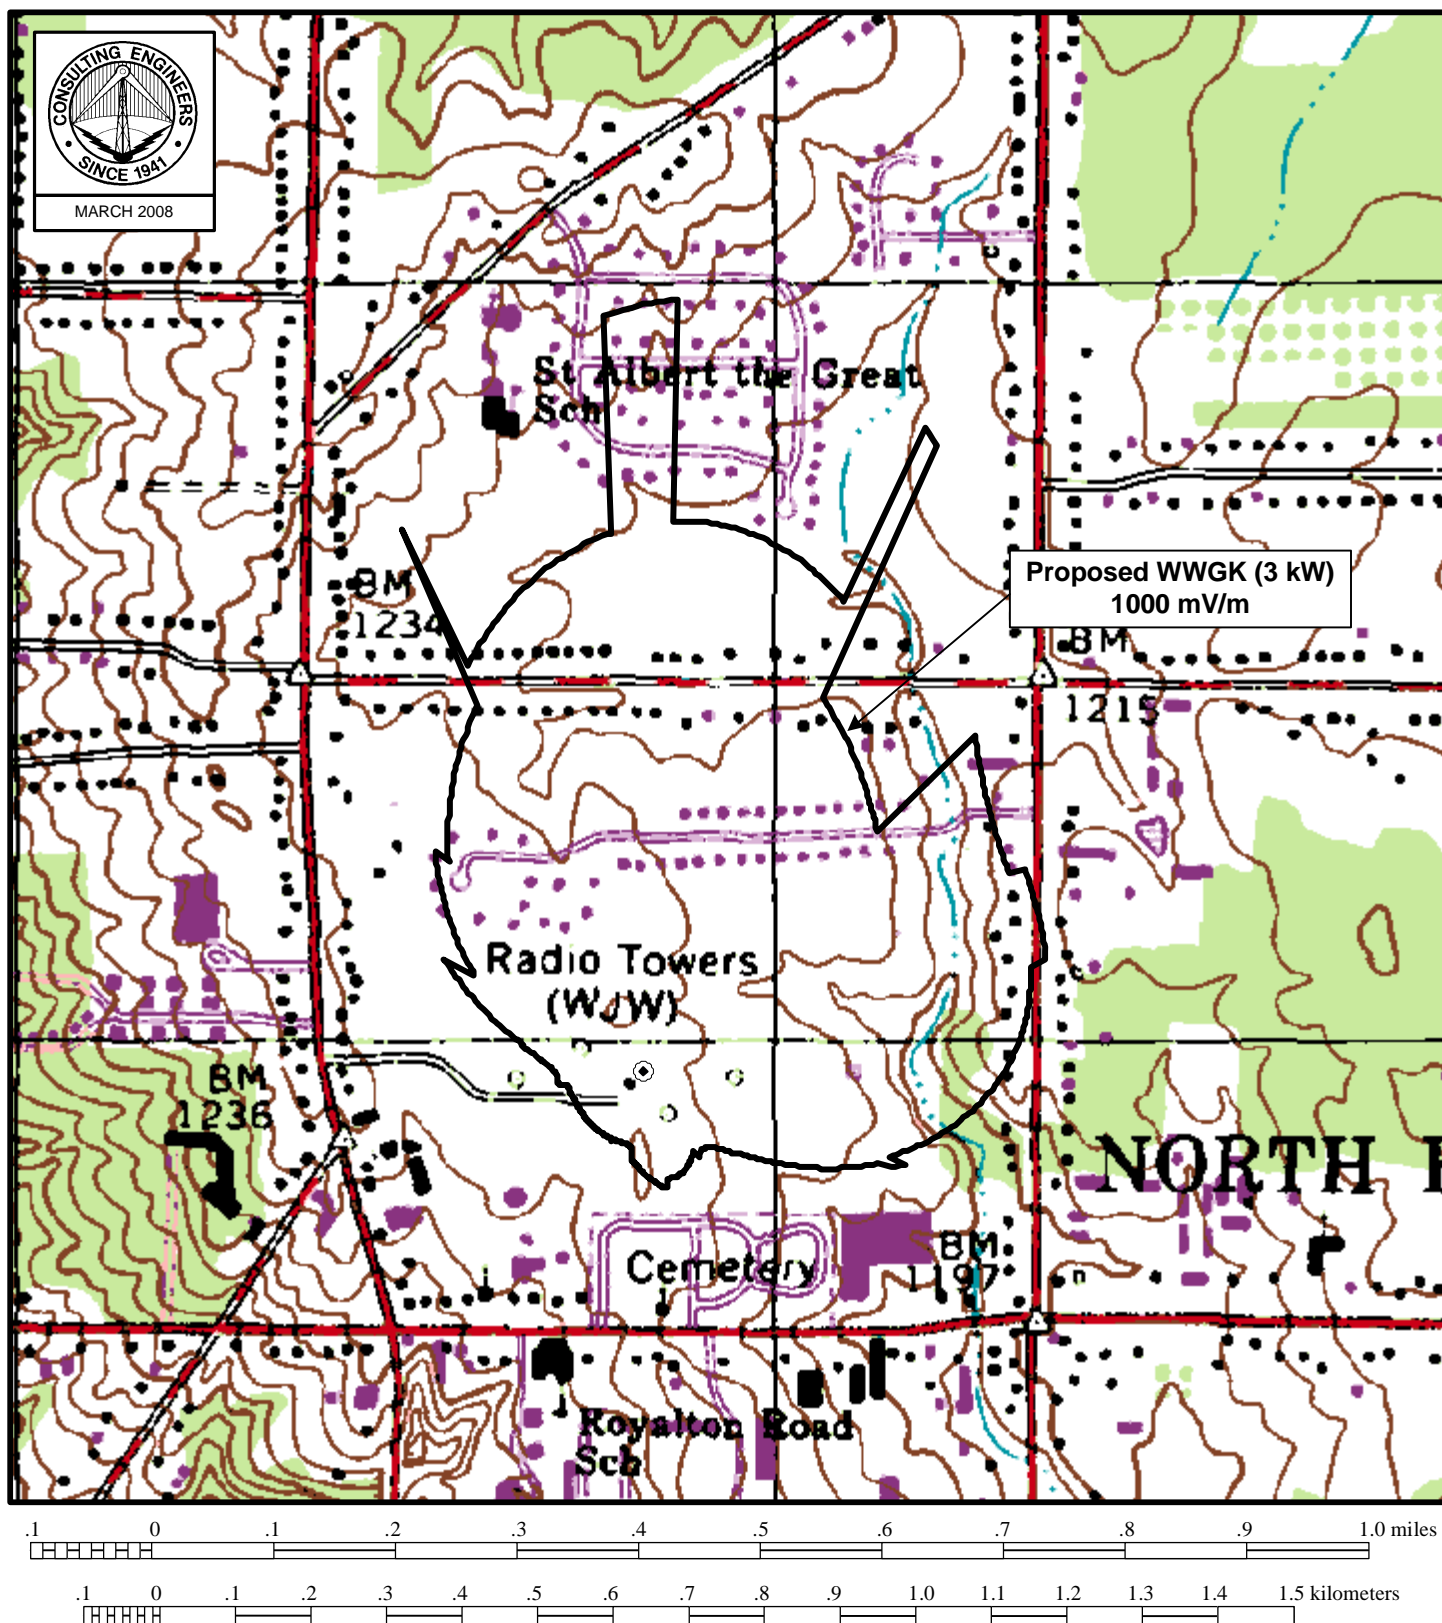 CONSULTING ENGINEERS
SINCE 1941
MARCH 2008
St Albert the Great
Sch
BM
1234
Proposed WWGK (3 kW)
1000 mV/m
BM
1215
Radio Towers
(WJW)
BM
1236
NORTH
Cemetery
BM
1197
Royalton Road
Sch
.1 0 .1 .2 .3 .4 .5 .6 .7 .8 .9 1.0 miles
.1 0 .1 .2 .3 .4 .5 .6 .7 .8 .9 1.0 1.1 1.2 1.3 1.4 1.5 kilometers